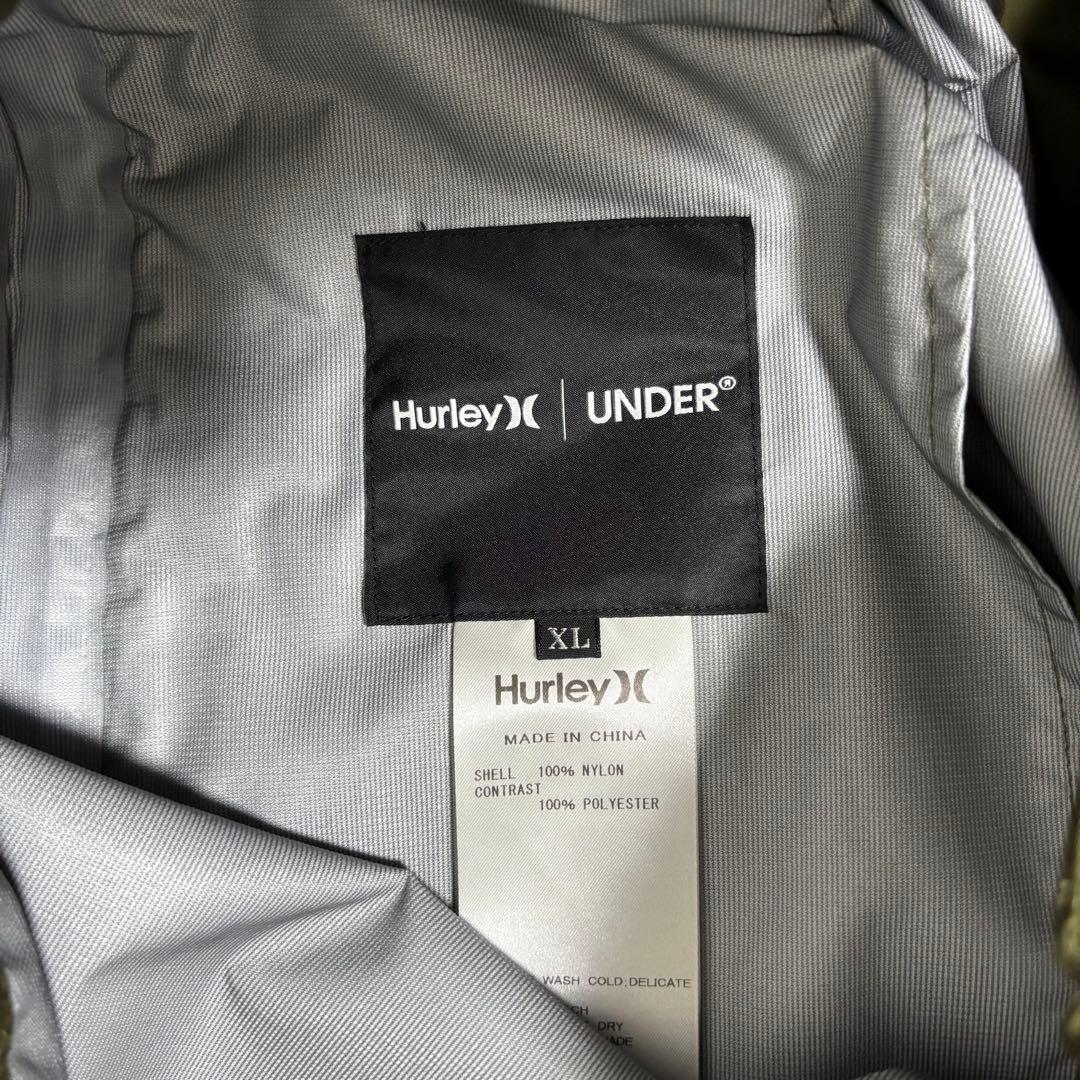 Hurley | UNDER®
XL
Hurley
MADE IN CHINA
SHELL 100% NYLON
CONTRAST
100% POLYESTER
WASH COLD;DELICATE
DRY